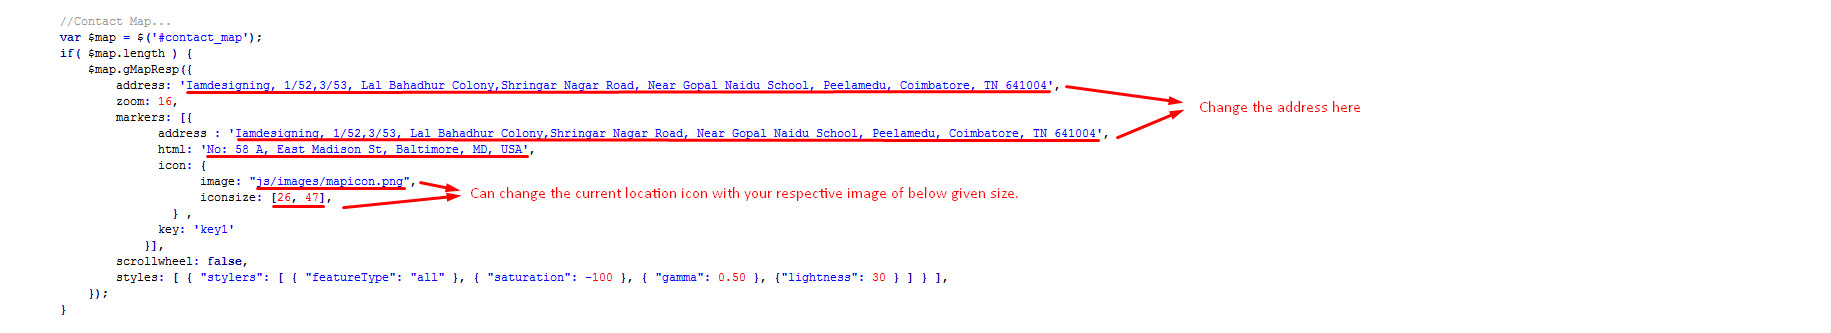 //Contact Map...
var $map = $('#contact_map');
if( $map.length ) {
$map.gMapResp({
address: 'Iamdesigning, 1/52,3/53, Lal Bahadhur Colony,Shringar Nagar Road, Near Gopal Naidu School, Peelamedu, Coimbatore, TN 641004',
Change the address here
zoom: 16,
markers: [{
address : 'Iamdesigning, 1/52,3/53, Lal Bahadhur Colony,Shringar Nagar Road, Near Gopal Naidu School, Peelamedu, Coimbatore, TN 641004',
html: 'No: 58 A, East Madison St, Baltimore, MD, USA',
icon: {
image: "js/images/mapicon.png",
Can change the current location icon with your respective image of below given size.
iconsize: [26, 47],
} ,
key: 'key1'
}],
scrollwheel: false,
styles: [ { "stylers": [ { "featureType": "all" }, { "saturation": -100 }, { "gamma": 0.50 }, {"lightness": 30 } ] } ],
});
}